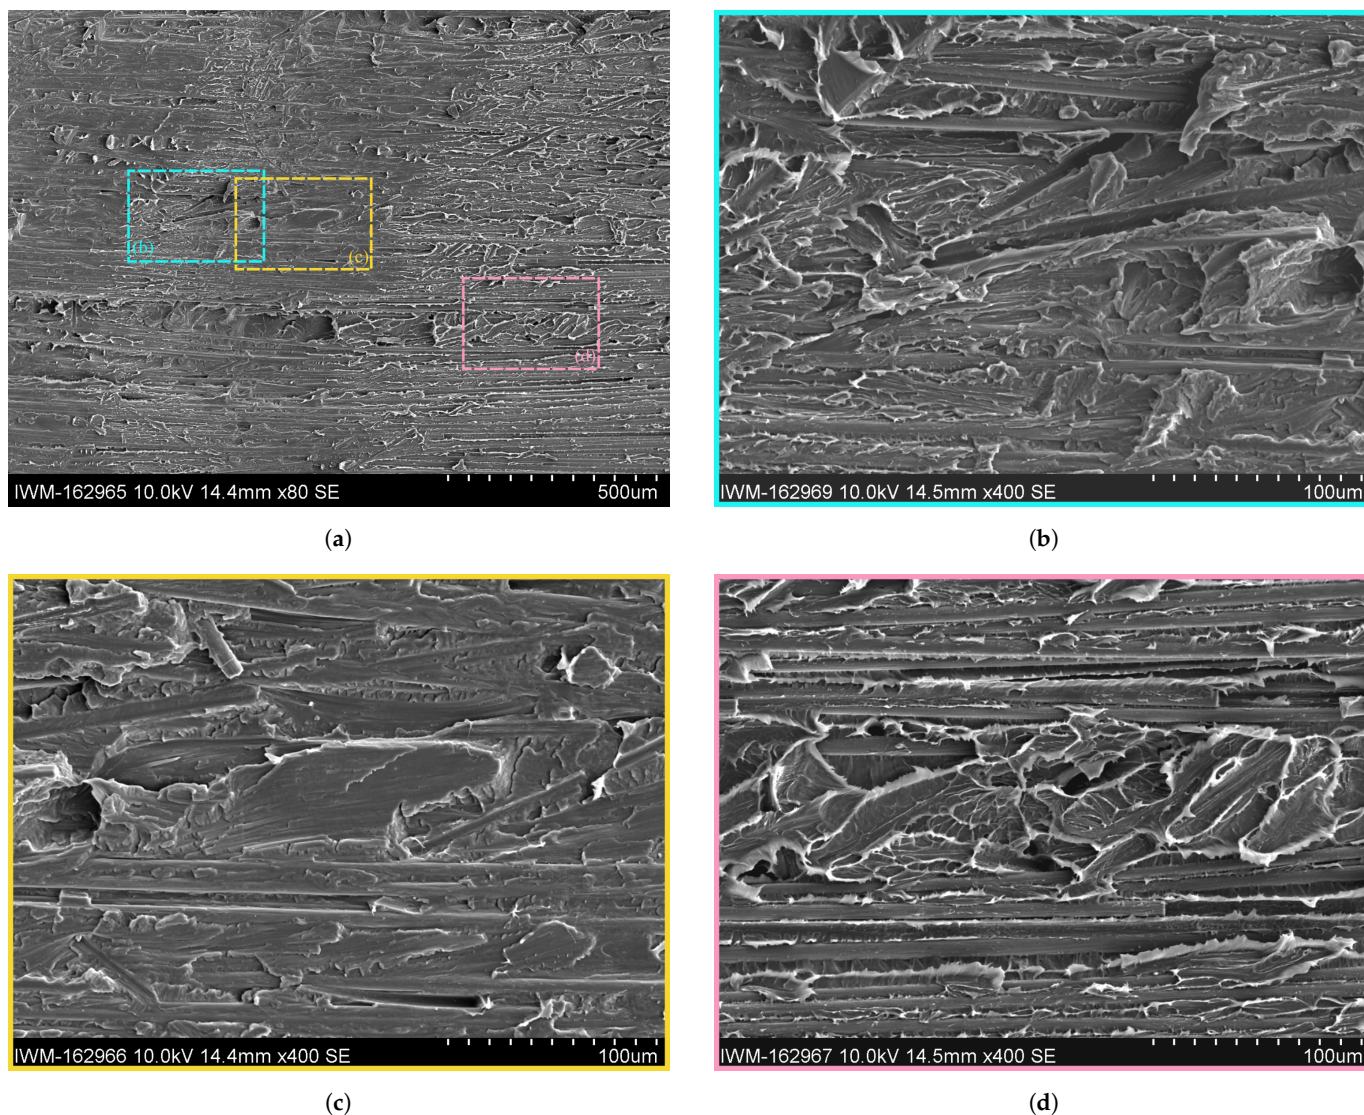 (b)
(c)
(d)
IWM-162965 10.0kV 14.4mm x80 SE 500um
IWM-162969 10.0kV 14.5mm x400 SE 100um
(a)
(b)
IWM-162966 10.0kV 14.4mm x400 SE 100um
IWM-162967 10.0kV 14.5mm x400 SE 100um
(c)
(d)